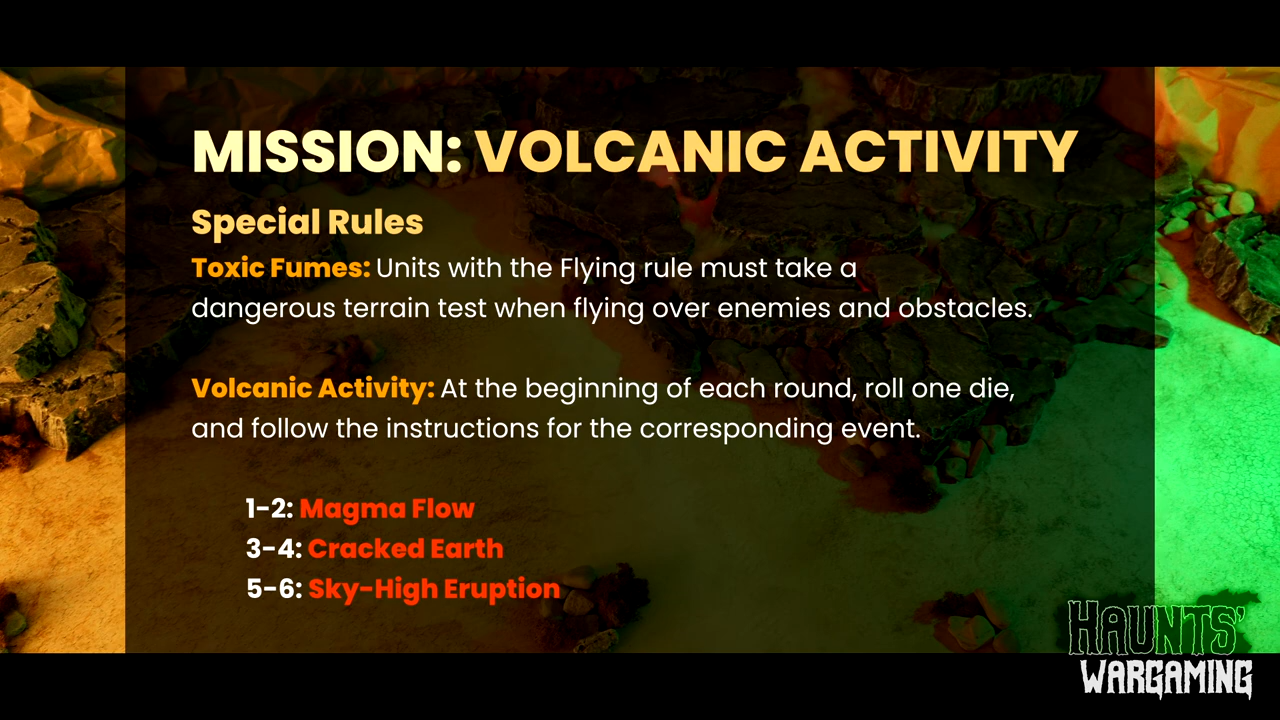 MISSION: VOLCANIC ACTIVITY
Special Rules
Toxic Fumes: Units with the Flying rule must take a
dangerous terrain test when flying over enemies and obstacles.
Volcanic Activity: At the beginning of each round, roll one die,
and follow the instructions for the corresponding event.
1-2: Magma Flow
3-4: Cracked Earth
5-6: Sky-High Eruption
HAUNTS'
WARGAMING